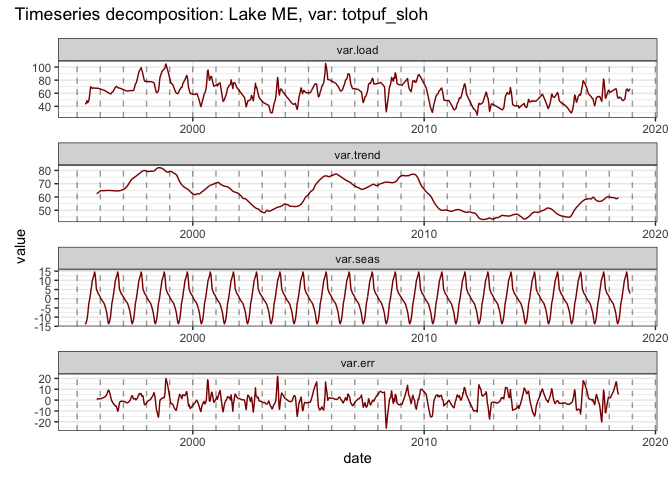 Timeseries decomposition: Lake ME, var: totpuf_sloh
var.load
100
80
60
40
2000 2010 2020
var.trend
80
70
60
50
2000 2010 2020
value
var.seas
15
10
5
0
-5
-10
-15
2000 2010 2020
var.err
20
10
0
-10
-20
2000 2010 2020
date